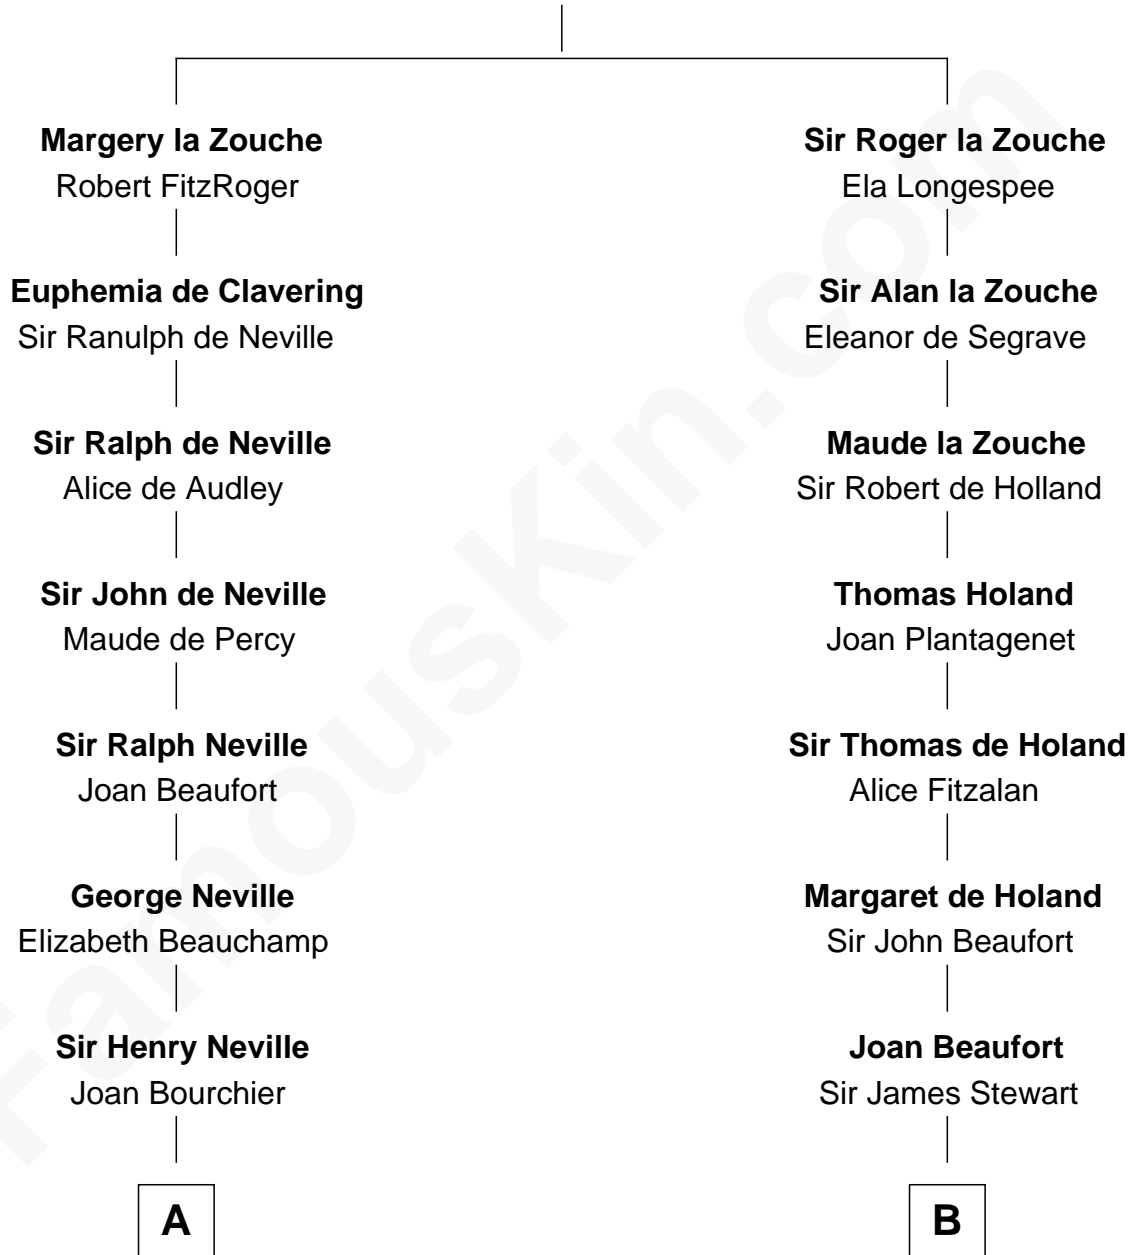 Margery la Zouche
Robert FitzRoger
Sir Roger la Zouche
Ela Longespee
Euphemia de Clavering
Sir Ranulph de Neville
Sir Alan la Zouche
Eleanor de Segrave
Sir Ralph de Neville
Alice de Audley
Maude la Zouche
Sir Robert de Holland
Sir John de Neville
Maude de Percy
Thomas Holand
Joan Plantagenet
Sir Ralph Neville
Joan Beaufort
Sir Thomas de Holand
Alice Fitzalan
George Neville
Elizabeth Beauchamp
Margaret de Holand
Sir John Beaufort
Sir Henry Neville
Joan Bourchier
Joan Beaufort
Sir James Stewart
A
B
FamousKin.com